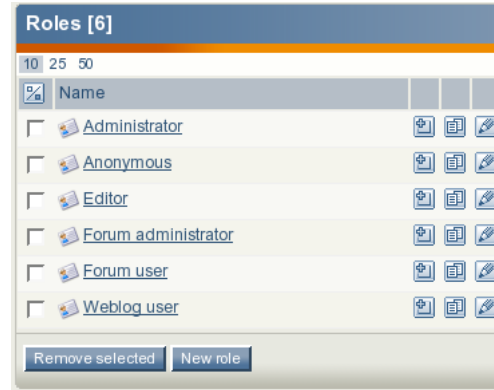 Roles [6]
10 25 50
Name
Administrator
Anonymous
Editor
Forum administrator
Forum user
Weblog user
Remove selected New role